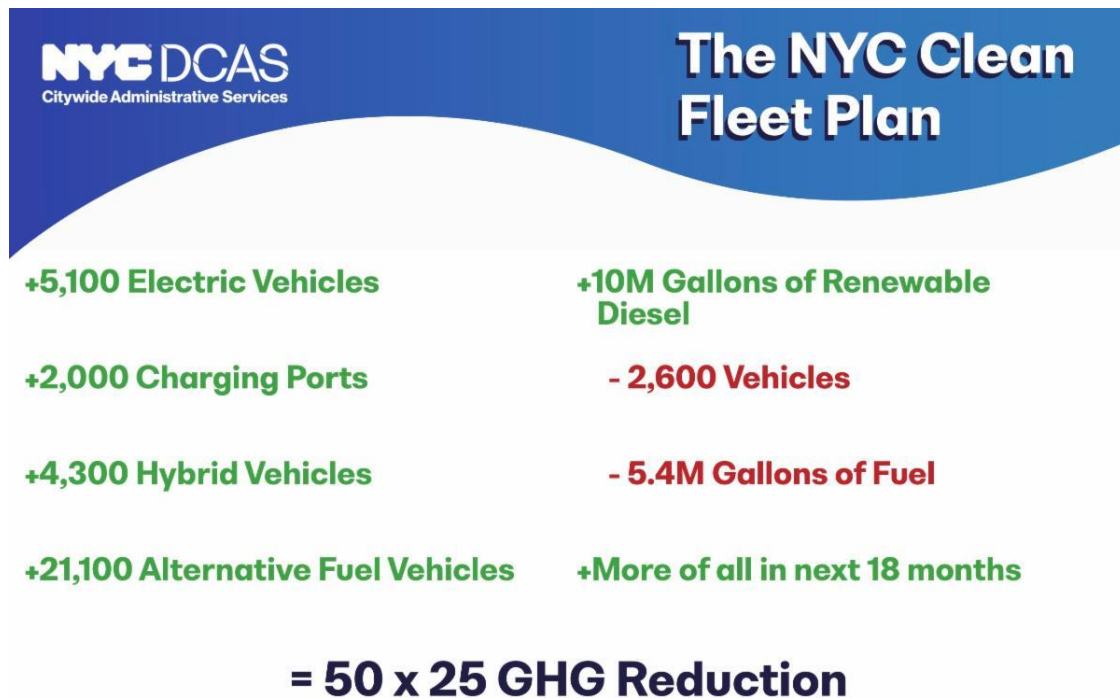 NYC DCAS
Citywide Administrative Services
The NYC Clean
Fleet Plan
+5,100 Electric Vehicles
+2,000 Charging Ports
+4,300 Hybrid Vehicles
+21,100 Alternative Fuel Vehicles
+10M Gallons of Renewable
Diesel
- 2,600 Vehicles
- 5.4M Gallons of Fuel
+More of all in next 18 months
= 50 x 25 GHG Reduction